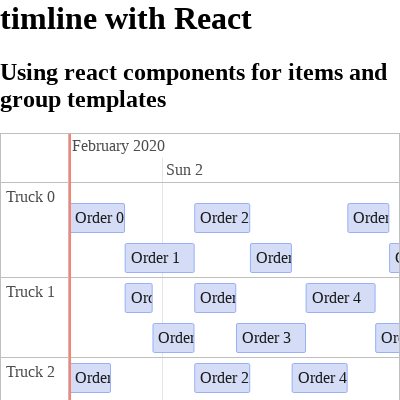 timline with React
Using react components for items and
group templates
February 2020
Sun 2
Truck 0
Order 0
Order 2
Order
Order 1
Order
Truck 1
Order
Order 4
Order
Order 3
Truck 2
Order
Order 2
Order 4